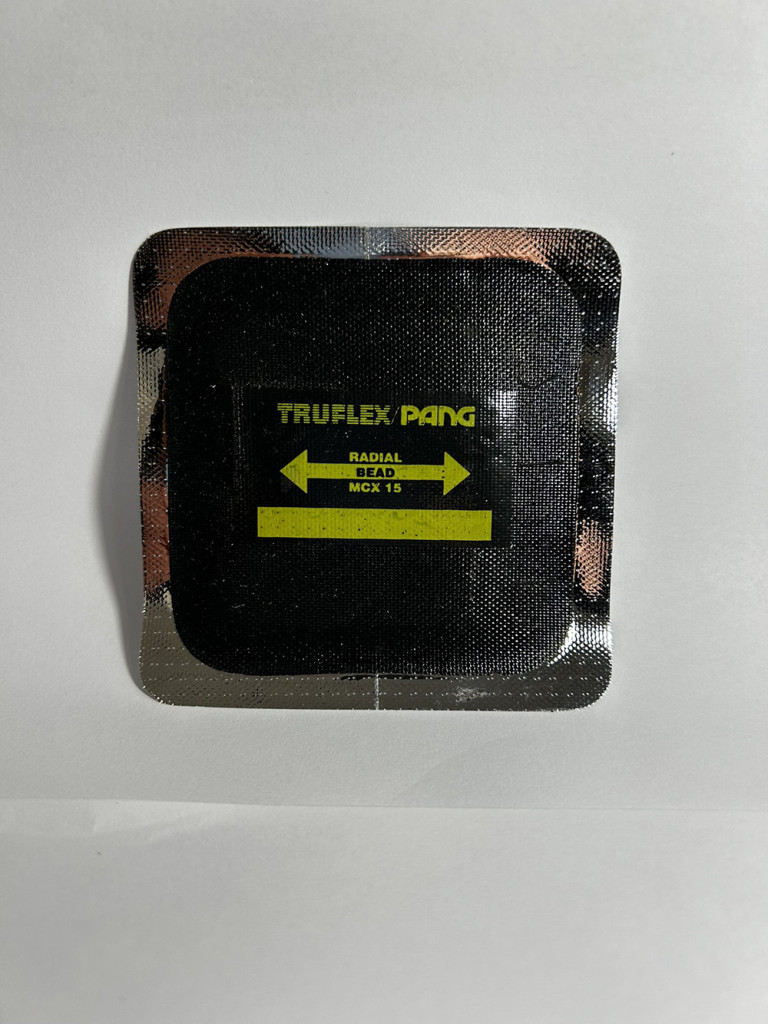 TRUFLEX/PANG
RADIAL
BEAD
MCX 15